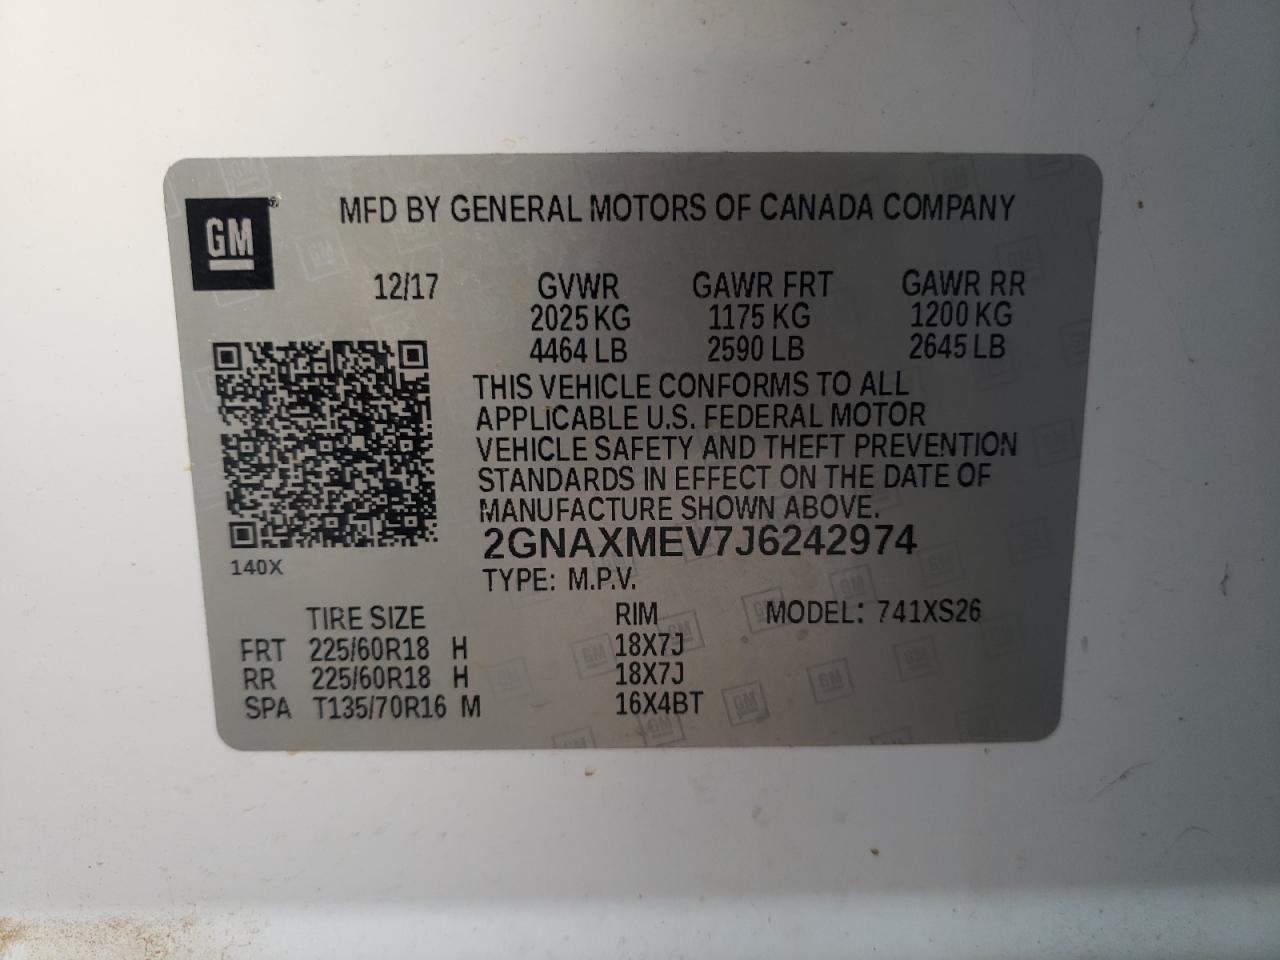 GM®
MFD BY GENERAL MOTORS OF CANADA COMPANY
12/17 GVWR GAWR FRT GAWR RR
2025 KG 1175 KG 1200 KG
4464 LB 2590 LB 2645 LB
THIS VEHICLE CONFORMS TO ALL
APPLICABLE U.S. FEDERAL MOTOR
VEHICLE SAFETY AND THEFT PREVENTION
STANDARDS IN EFFECT ON THE DATE OF
MANUFACTURE SHOWN ABOVE.
2GNAXMEV7J6242974
140X
TYPE: M.P.V.
TIRE SIZE RIM MODEL: 741XS26
FRT 225/60R18 H 18X7J
RR 225/60R18 H 18X7J
SPA T135/70R16 M 16X4BT